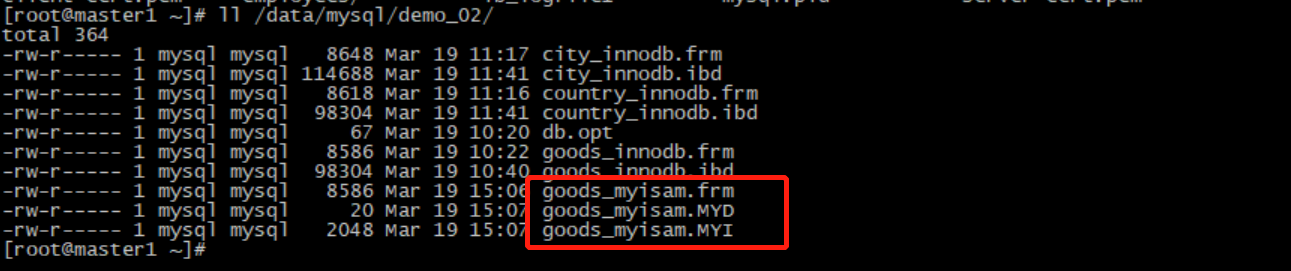 [root@master1 ~]# ll /data/mysql/demo_02/
total 364
-rw-r----- 1 mysql mysql   8648 Mar 19 11:17 city_innodb.frm
-rw-r----- 1 mysql mysql 114688 Mar 19 11:41 city_innodb.ibd
-rw-r----- 1 mysql mysql   8618 Mar 19 11:16 country_innodb.frm
-rw-r----- 1 mysql mysql  98304 Mar 19 11:41 country_innodb.ibd
-rw-r----- 1 mysql mysql     67 Mar 19 10:20 db.opt
-rw-r----- 1 mysql mysql   8586 Mar 19 10:22 goods_innodb.frm
-rw-r----- 1 mysql mysql  98304 Mar 19 10:40 goods_innodb.ibd
-rw-r----- 1 mysql mysql   8586 Mar 19 15:06 goods_myisam.frm
-rw-r----- 1 mysql mysql     20 Mar 19 15:07 goods_myisam.MYD
-rw-r----- 1 mysql mysql   2048 Mar 19 15:07 goods_myisam.MYI
[root@master1 ~]#